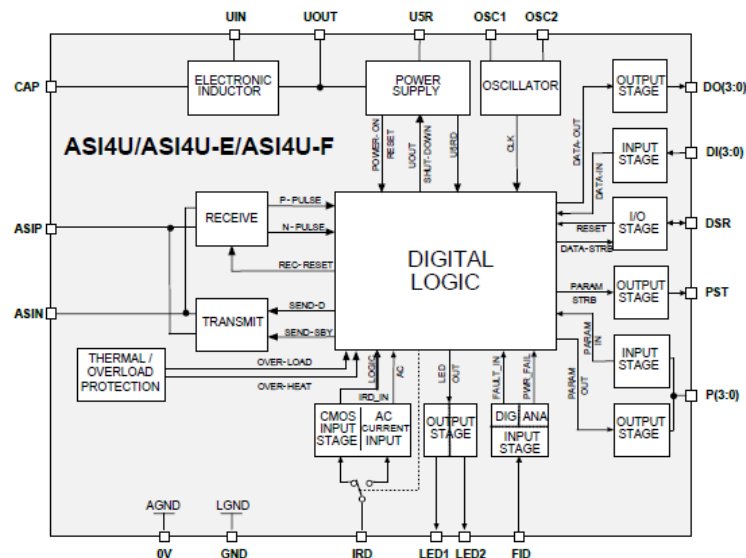 UIN
UOUT
U5R
OSC1
OSC2
CAP
ELECTRONIC
INDUCTOR
POWER
SUPPLY
OSCILLATOR
OUTPUT
STAGE
DO(3:0)
ASI4U/ASI4U-E/ASI4U-F
POWER-ON
RESET
UOUT
SHUT-DOWN
U5RD
CLK
DATA-OUT
DATA-IN
INPUT
STAGE
DI(3:0)
ASIP
RECEIVE
P-PULSE
N-PULSE
REC-RESET
DIGITAL
LOGIC
RESET
DATA-STRB
I/O
STAGE
DSR
ASIN
TRANSMIT
SEND-D
SEND-SBY
PARAM
STRB
OUTPUT
STAGE
PST
THERMAL /
OVERLOAD
PROTECTION
OVER-LOAD
OVER-HEAT
LOGIC
IRD_IN
AC
LED
OUT
FAULT_IN
PWR_FAIL
PARAM
IN
PARAM
OUT
INPUT
STAGE
P(3:0)
OUTPUT
STAGE
CMOS
INPUT
STAGE
AC
CURRENT
INPUT
OUTPUT
STAGE
DIG
ANA
INPUT
STAGE
AGND
LGND
0V
GND
IRD
LED1
LED2
FID